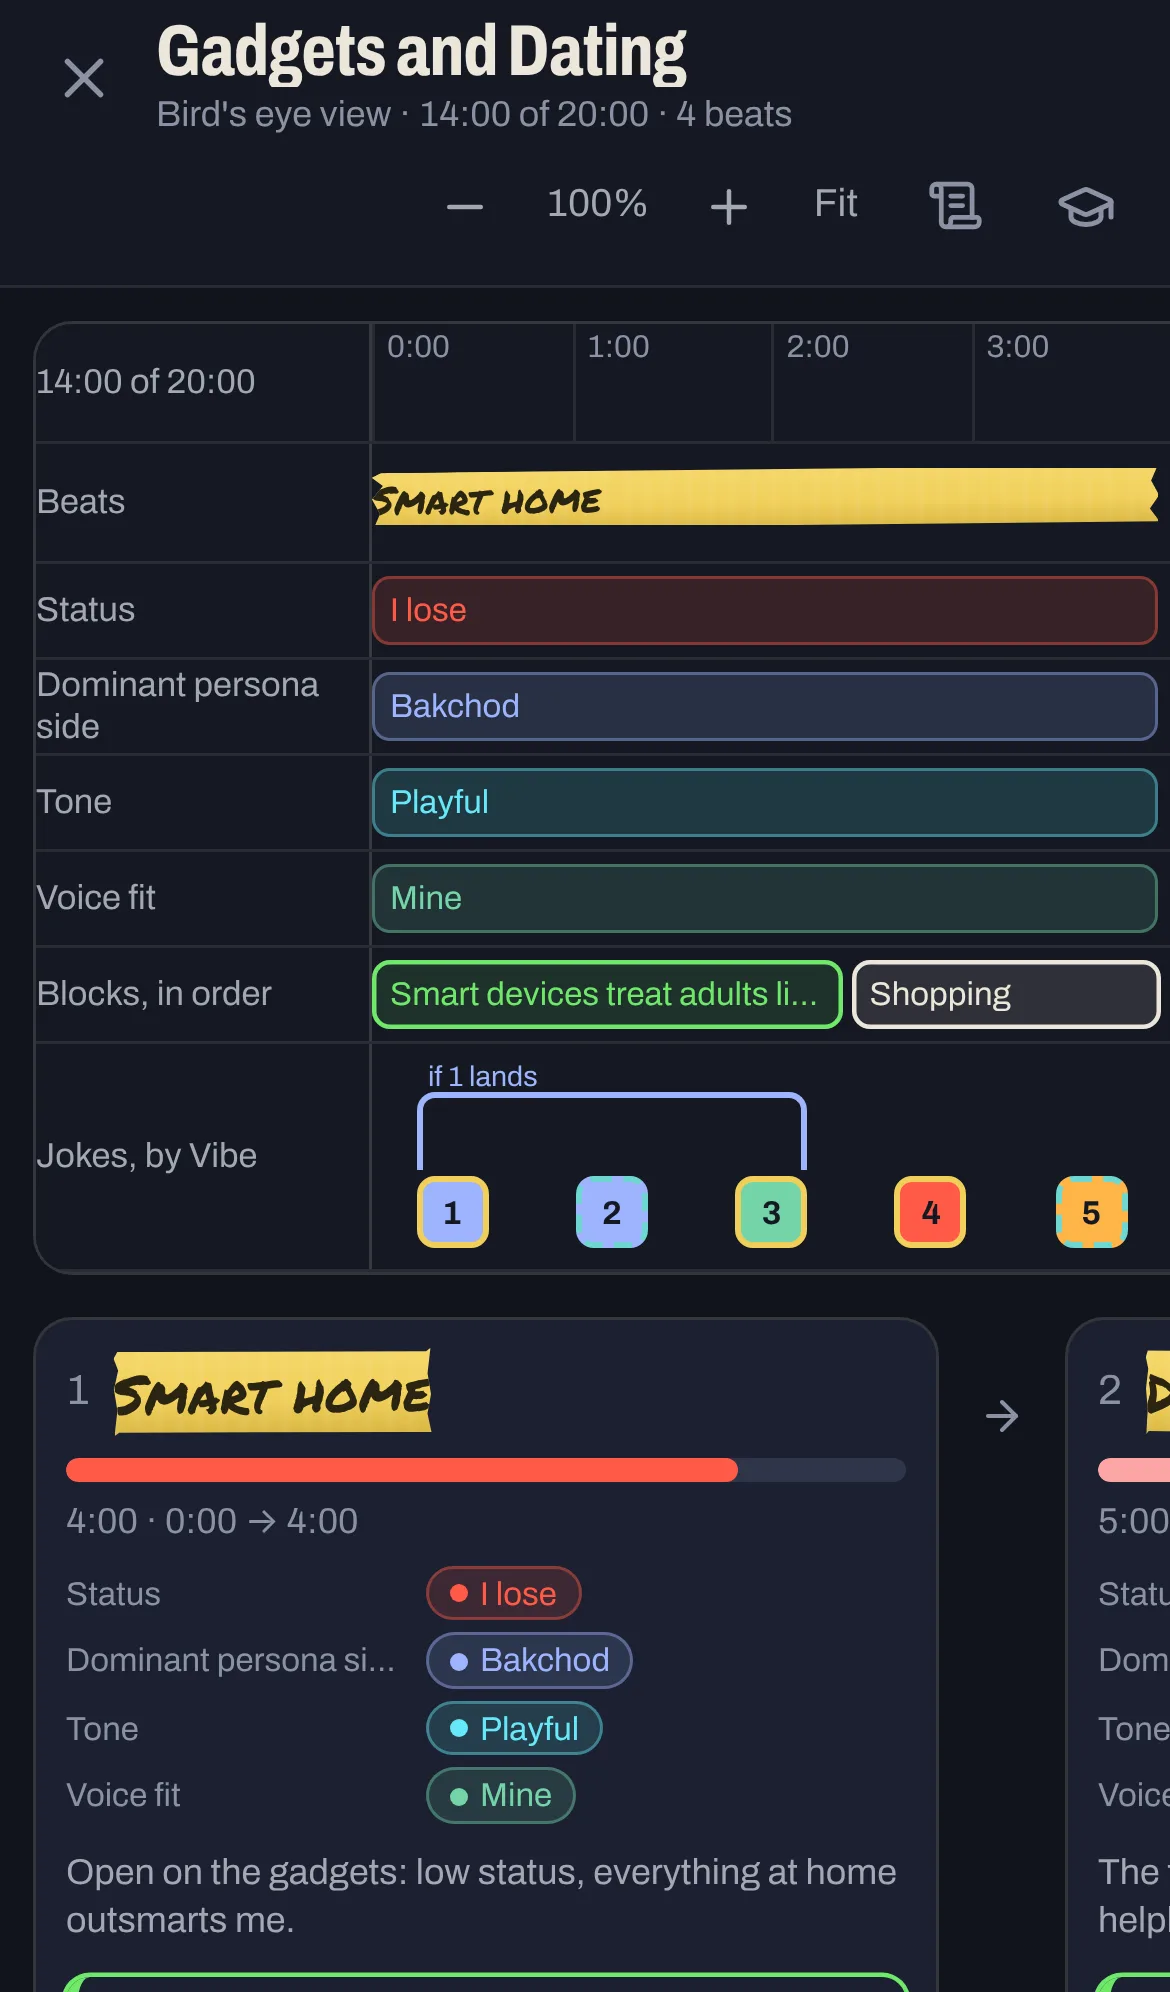 Gadgets and Dating
Bird's eye view · 14:00 of 20:00 · 4 beats
100%
Fit
14:00 of 20:00
0:00
1:00
2:00
3:00
Beats
SMART HOME
Status
I lose
Dominant persona
side
Bakchod
Tone
Playful
Voice fit
Mine
Blocks, in order
Smart devices treat adults li...
Shopping
Jokes, by Vibe
if 1 lands
1
2
3
4
5
1
SMART HOME
4:00 · 0:00 → 4:00
Status
I lose
Dominant persona si...
Bakchod
Tone
Playful
Voice fit
Mine
Open on the gadgets: low status, everything at home
outsmarts me.
2
5:00
Tone
The